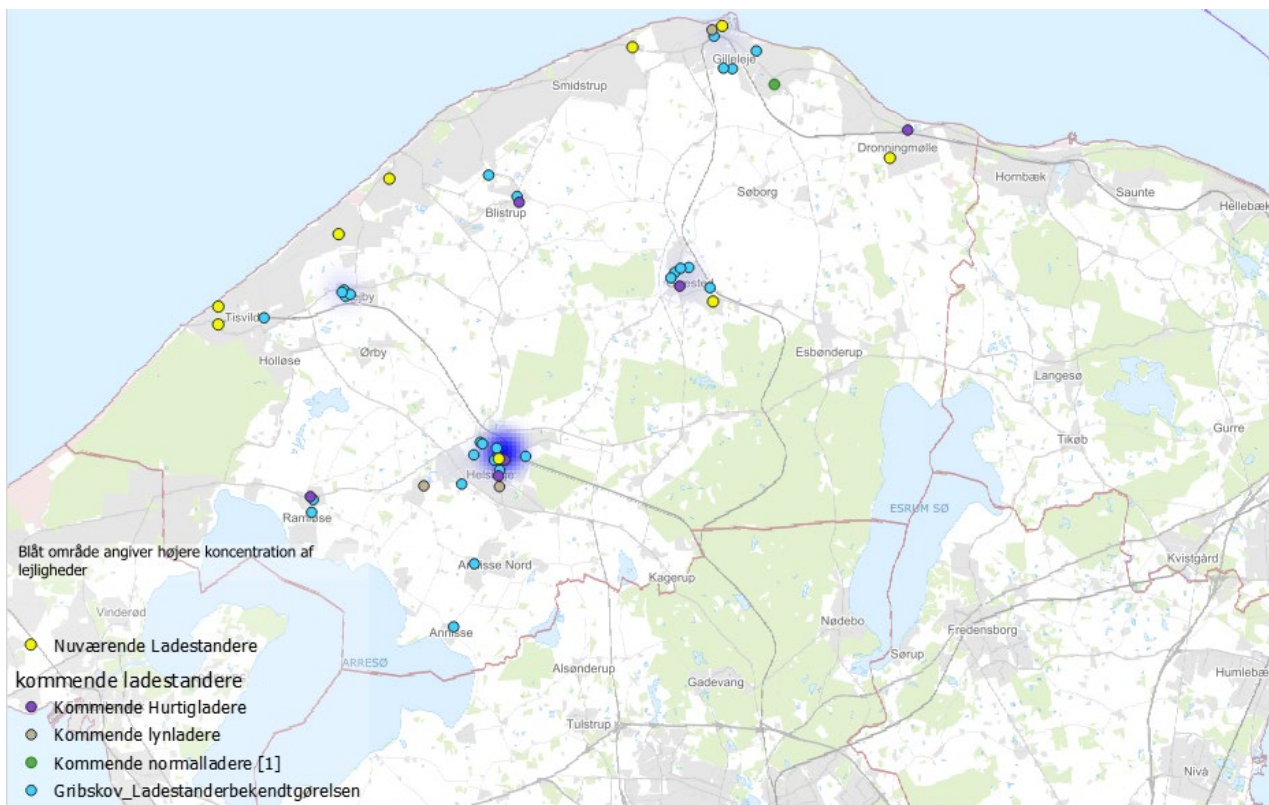 Gilleleje
Smidstrup
Dronningmølle
Hornbæk
Saunte
Hellebæk
Søborg
Blistrup
Tisvild
Holløse
Ørby
Esbønderup
Langesø
Gurre
Tikøb
Ramløse
ESRUM SØ
Blåt område angiver højere koncentration af
lejligheder
Annisse Nord
Kagerup
Kvistgård
Vinderød
Annisse
Nødebo
Fredensborg
Nuværende Ladestandere
ARRESØ
Alsønderup
Sørup
Humlebæ
kommende ladestandere
Gadevang
Kommende Hurtigladere
Tulstrup
Kommende lynladere
Kommende normalladere [1]
Nivå
Gribskov_Ladestanderbekendtgørelsen